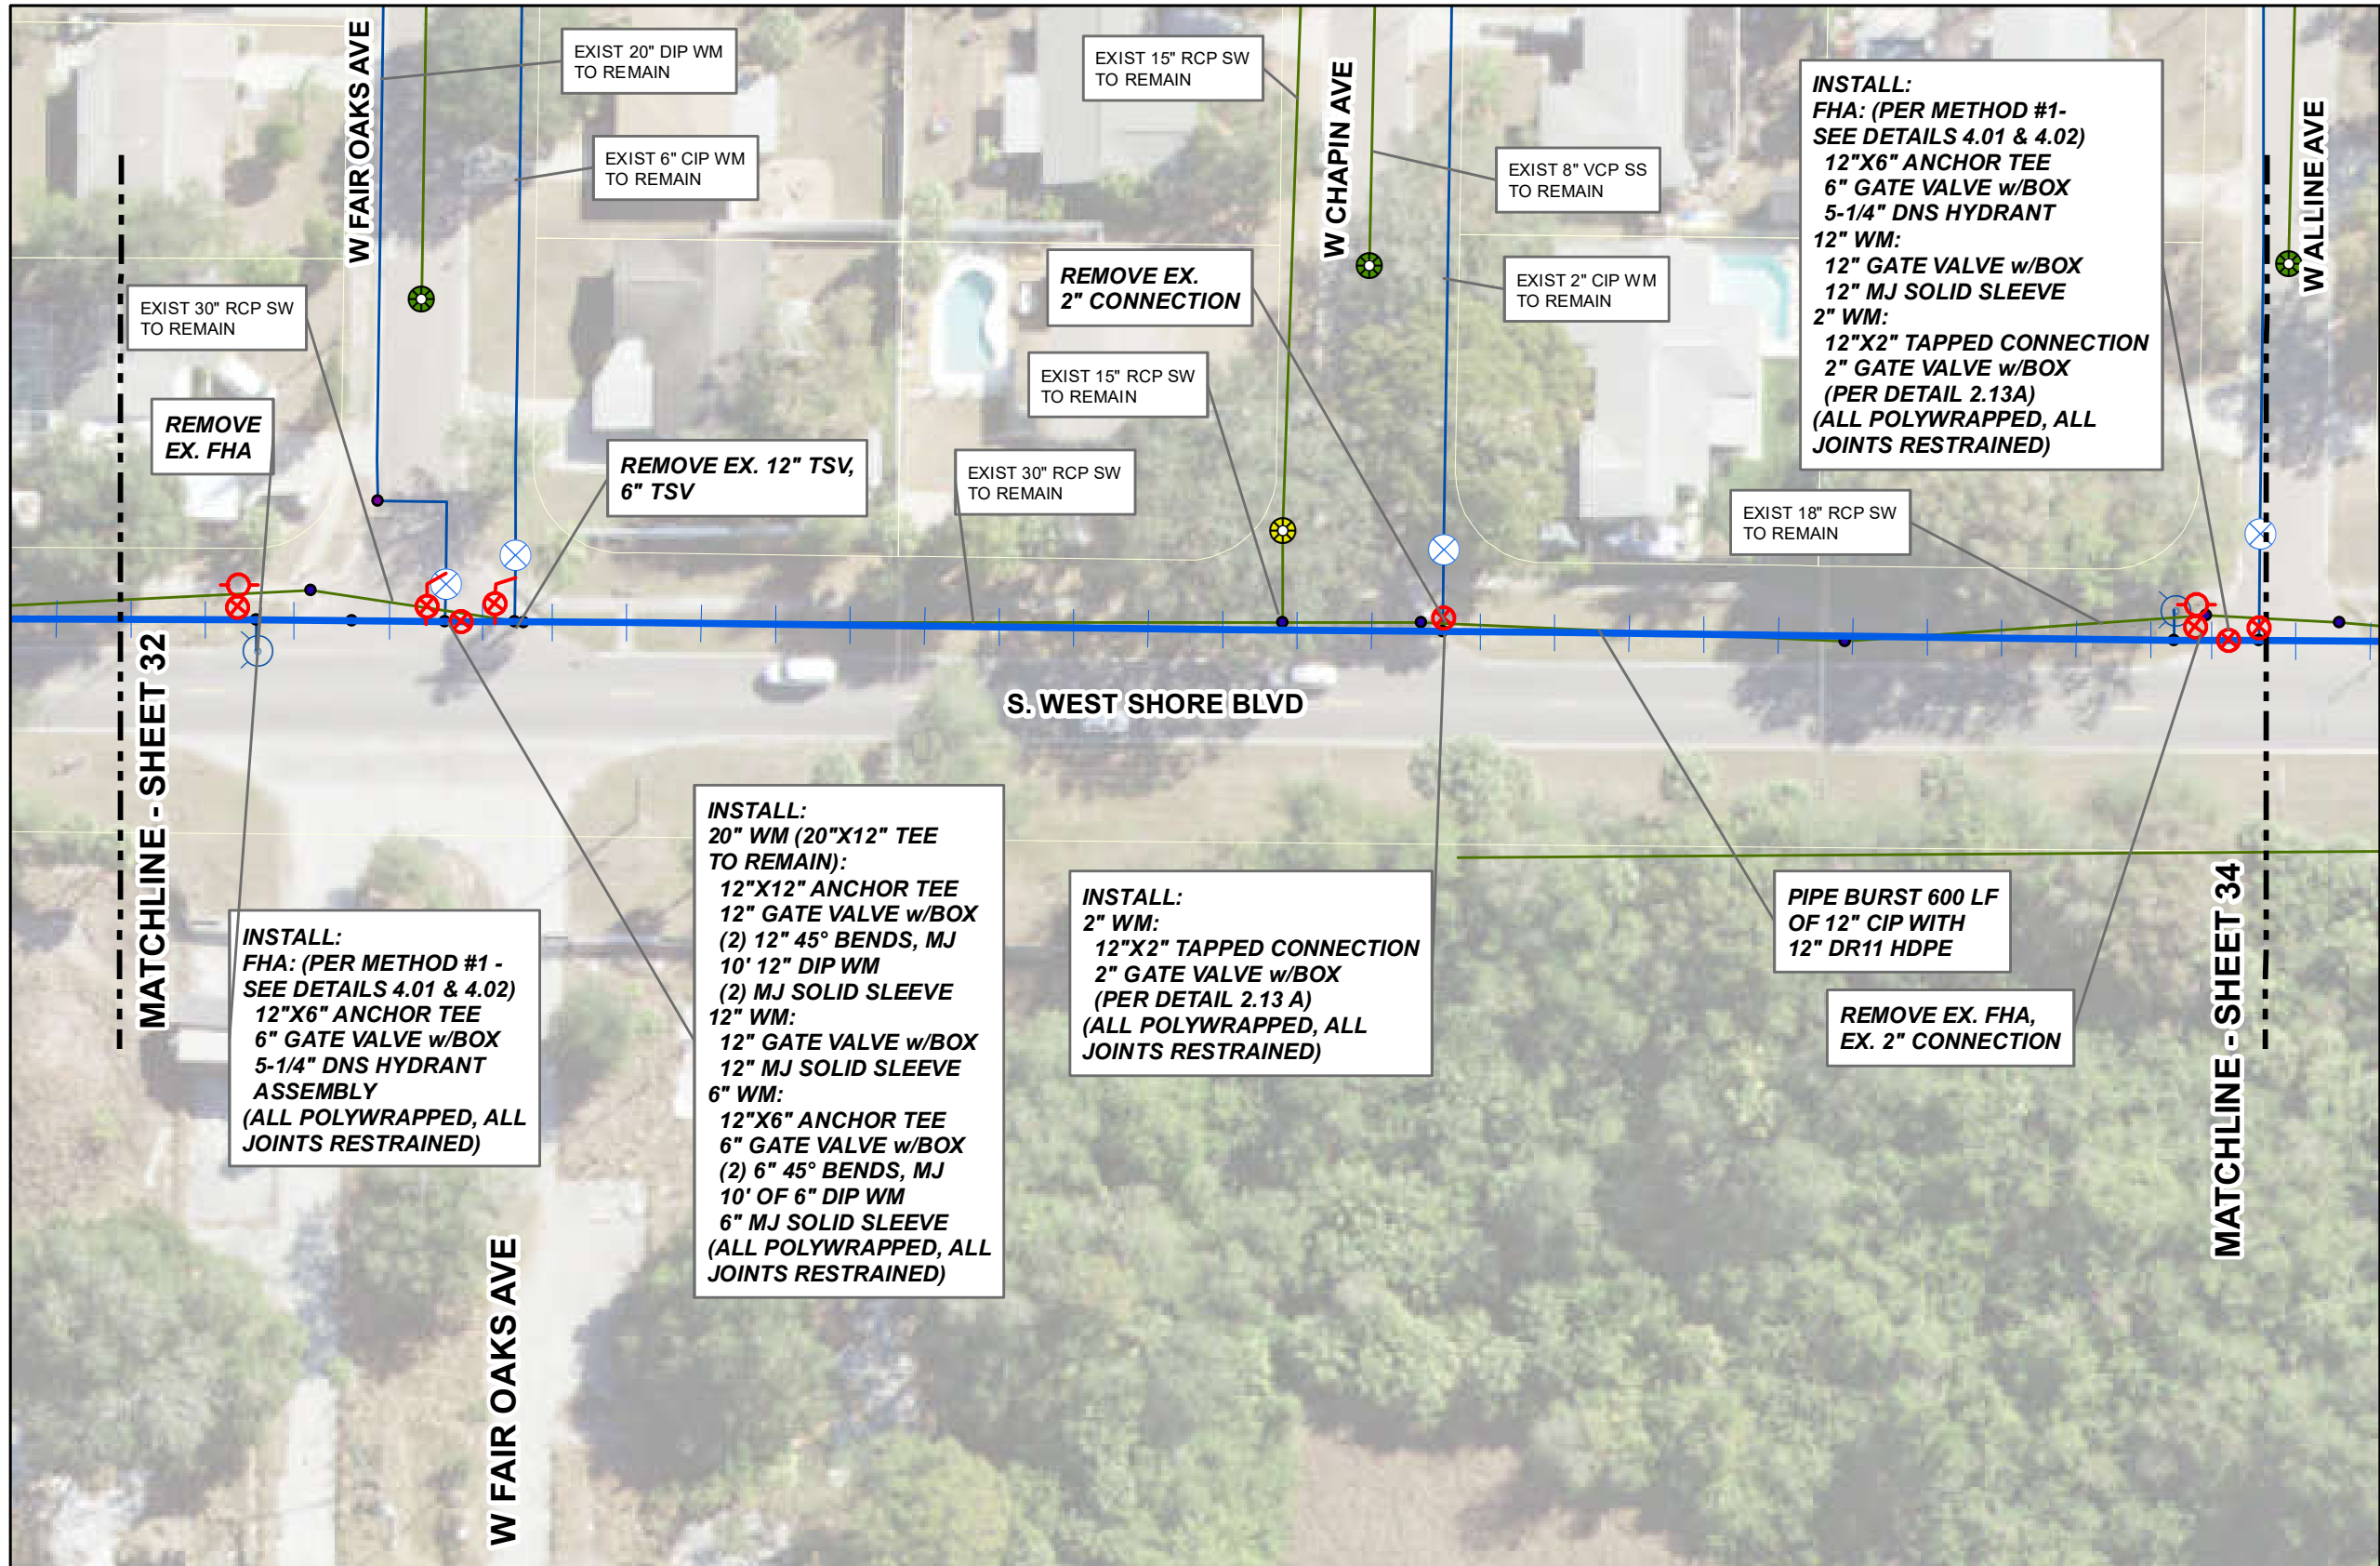 W FAIR OAKS AVE
EXIST 20" DIP WM
TO REMAIN
EXIST 6" CIP WM
TO REMAIN
EXIST 15" RCP SW
TO REMAIN
W CHAPIN AVE
EXIST 8" VCP SS
TO REMAIN
EXIST 2" CIP WM
TO REMAIN
INSTALL:
FHA: (PER METHOD #1-
SEE DETAILS 4.01 & 4.02)
12"X6" ANCHOR TEE
6" GATE VALVE w/BOX
5-1/4" DNS HYDRANT
12" WM:
12" GATE VALVE w/BOX
12" MJ SOLID SLEEVE
2" WM:
12"X2" TAPPED CONNECTION
2" GATE VALVE w/BOX
(PER DETAIL 2.13A)
(ALL POLYWRAPPED, ALL
JOINTS RESTRAINED)
W ALLINE AVE
EXIST 30" RCP SW
TO REMAIN
REMOVE
EX. FHA
REMOVE EX. 12" TSV,
6" TSV
REMOVE EX.
2" CONNECTION
EXIST 15" RCP SW
TO REMAIN
EXIST 30" RCP SW
TO REMAIN
EXIST 18" RCP SW
TO REMAIN
MATCHLINE - SHEET 32
S. WEST SHORE BLVD
INSTALL:
FHA: (PER METHOD #1 -
SEE DETAILS 4.01 & 4.02)
12"X6" ANCHOR TEE
6" GATE VALVE w/BOX
5-1/4" DNS HYDRANT
ASSEMBLY
(ALL POLYWRAPPED, ALL
JOINTS RESTRAINED)
INSTALL:
20" WM (20"X12" TEE
TO REMAIN):
12"X12" ANCHOR TEE
12" GATE VALVE w/BOX
(2) 12" 45° BENDS, MJ
10' 12" DIP WM
(2) MJ SOLID SLEEVE
12" WM:
12" GATE VALVE w/BOX
12" MJ SOLID SLEEVE
6" WM:
12"X6" ANCHOR TEE
6" GATE VALVE w/BOX
(2) 6" 45° BENDS, MJ
10' OF 6" DIP WM
6" MJ SOLID SLEEVE
(ALL POLYWRAPPED, ALL
JOINTS RESTRAINED)
INSTALL:
2" WM:
12"X2" TAPPED CONNECTION
2" GATE VALVE w/BOX
(PER DETAIL 2.13 A)
(ALL POLYWRAPPED, ALL
JOINTS RESTRAINED)
PIPE BURST 600 LF
OF 12" CIP WITH
12" DR11 HDPE
REMOVE EX. FHA,
EX. 2" CONNECTION
MATCHLINE - SHEET 34
W FAIR OAKS AVE